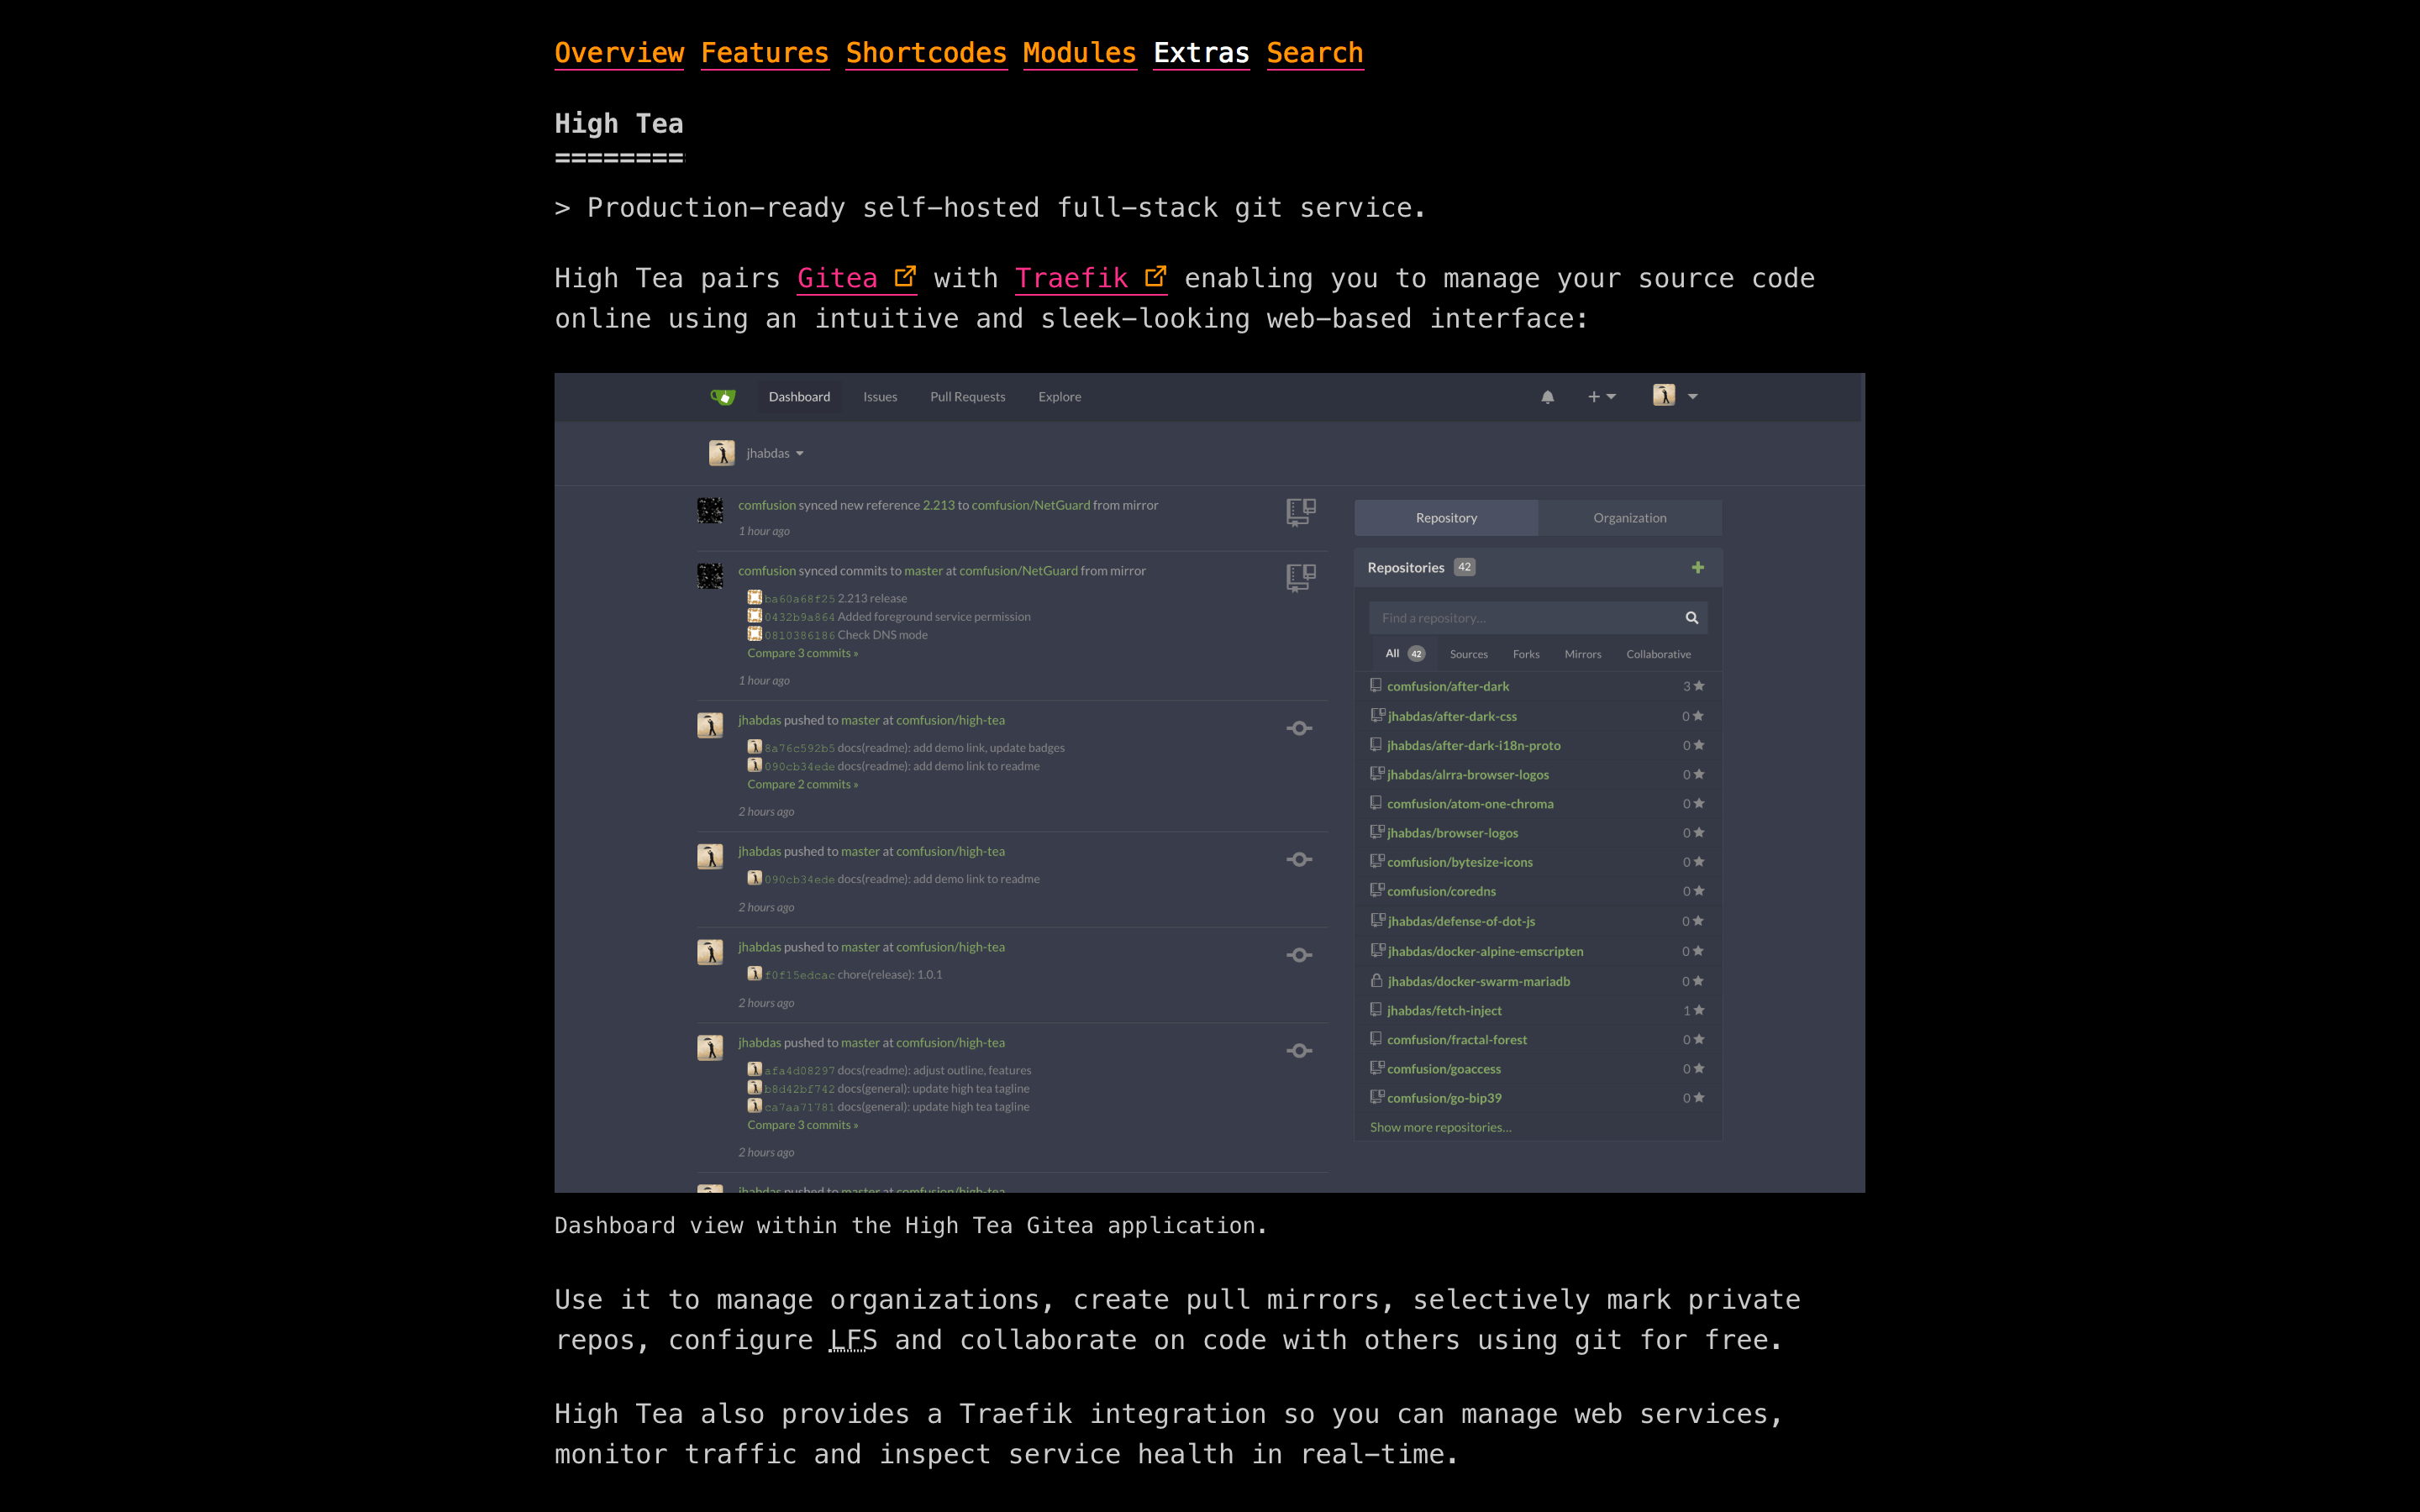 Overview Features Shortcodes Modules Extras Search
High Tea
========
> Production-ready self-hosted full-stack git service.
High Tea pairs Gitea with Traefik enabling you to manage your source code
online using an intuitive and sleek-looking web-based interface:
Dashboard Issues Pull Requests Explore
jhabdas
comfusion synced new reference 2.213 to comfusion/NetGuard from mirror
1 hour ago
comfusion synced commits to master at comfusion/NetGuard from mirror
ba60a68f25 2.213 release
0432b9a864 Added foreground service permission
0810386186 Check DNS mode
Compare 3 commits »
1 hour ago
jhabdas pushed to master at comfusion/high-tea
8a76c592b5 docs(readme): add demo link, update badges
090cb34ede docs(readme): add demo link to readme
Compare 2 commits »
2 hours ago
jhabdas pushed to master at comfusion/high-tea
090cb34ede docs(readme): add demo link to readme
2 hours ago
jhabdas pushed to master at comfusion/high-tea
f0f15edcac chore(release): 1.0.1
2 hours ago
jhabdas pushed to master at comfusion/high-tea
afa4d08297 docs(readme): adjust outline, features
b8d42bf742 docs(general): update high tea tagline
ca7aa71781 docs(general): update high tea tagline
Compare 3 commits »
2 hours ago
jhabdas pushed to master at comfusion/high-tea
Repository Organization
Repositories 42
Find a repository...
All 42 Sources Forks Mirrors Collaborative
comfusion/after-dark 3
jhabdas/after-dark-css 0
jhabdas/after-dark-i18n-proto 0
jhabdas/alrra-browser-logos 0
comfusion/atom-one-chroma 0
jhabdas/browser-logos 0
comfusion/bytesize-icons 0
comfusion/coredns 0
jhabdas/defense-of-dot-js 0
jhabdas/docker-alpine-emscripten 0
jhabdas/docker-swarm-mariadb 0
jhabdas/fetch-inject 1
comfusion/fractal-forest 0
comfusion/goaccess 0
comfusion/go-bip39 0
Show more repositories...
Dashboard view within the High Tea Gitea application.
Use it to manage organizations, create pull mirrors, selectively mark private
repos, configure LFS and collaborate on code with others using git for free.
High Tea also provides a Traefik integration so you can manage web services,
monitor traffic and inspect service health in real-time.